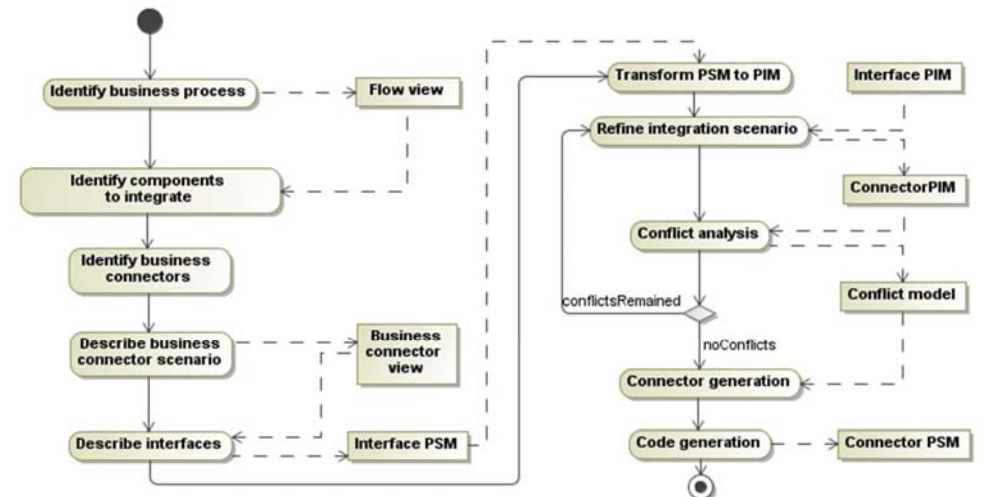 Identify business process
Flow view
Identify components
to integrate
Identify business
connectors
Describe business
connector scenario
Business
connector
view
Describe interfaces
Interface PSM
Transform PSM to PIM
Interface PIM
Refine integration scenario
ConnectorPIM
Conflict analysis
Conflict model
conflictsRemained
noConflicts
Connector generation
Code generation
Connector PSM